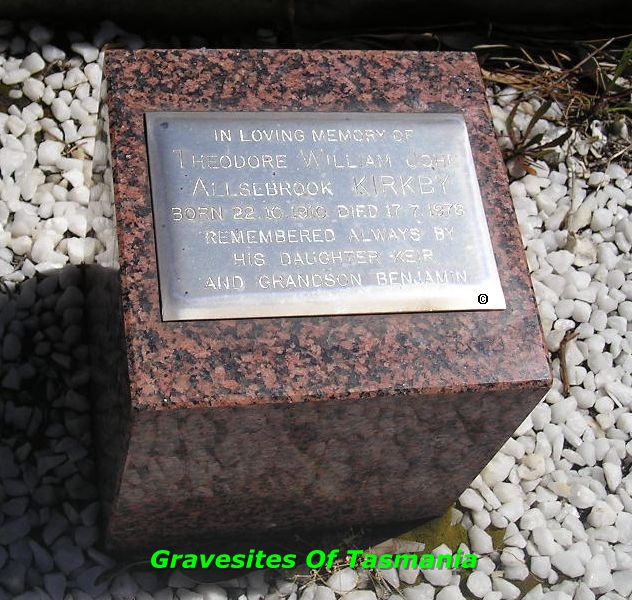 IN LOVING MEMORY OF
THEODORE WILLIAM JOHN
ALLSEBROOK KIRKBY
BORN 22.10.1910 DIED 17.7.1978
REMEMBERED ALWAYS BY
HIS DAUGHTER KEIR
AND GRANDSON BENJAMIN
©
Gravesites Of Tasmania